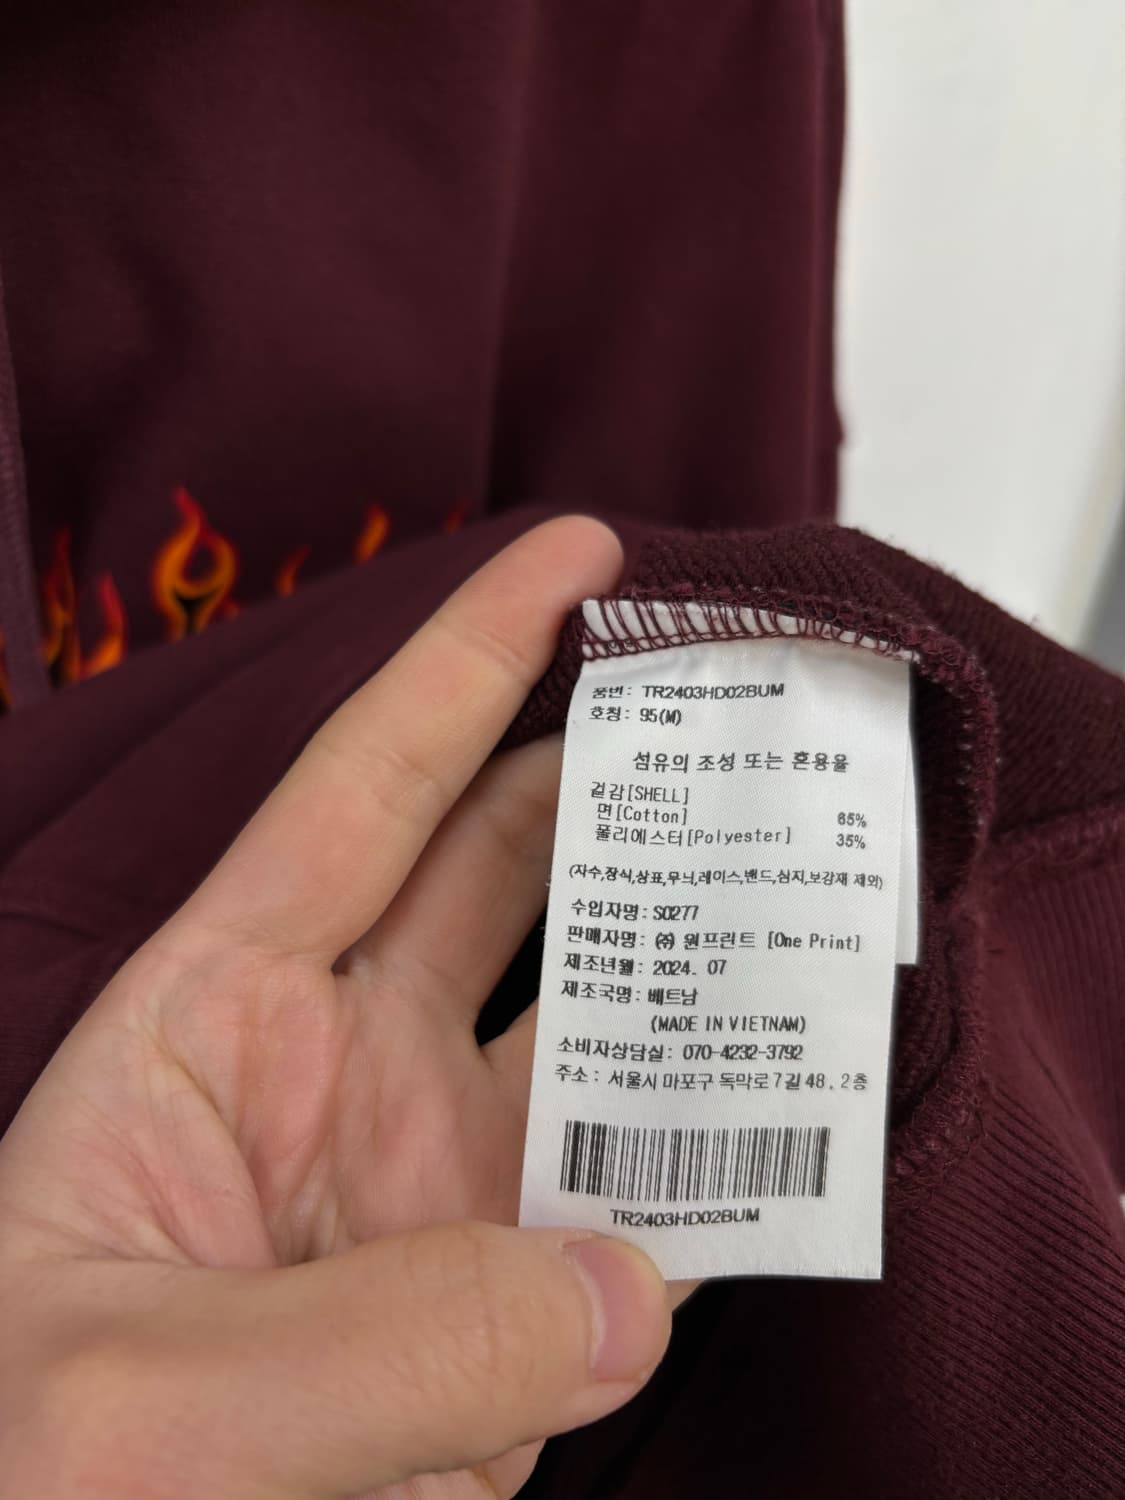 품번: TR2403HD02BUM
호칭: 95(M)
섬유의 조성 또는 혼용율
겉감[SHELL]
면[Cotton] 65%
폴리에스터[Polyester] 35%
(자수,장식,상표,무늬,레이스,밴드,심지,보강재 제외)
수입자명: S0277
판매자명: ㈜ 원프린트 [One Print]
제조년월: 2024. 07
제조국명: 베트남
(MADE IN VIETNAM)
소비자상담실: 070-4232-3792
주소: 서울시 마포구 독막로7길 48, 2층
TR2403HD02BUM